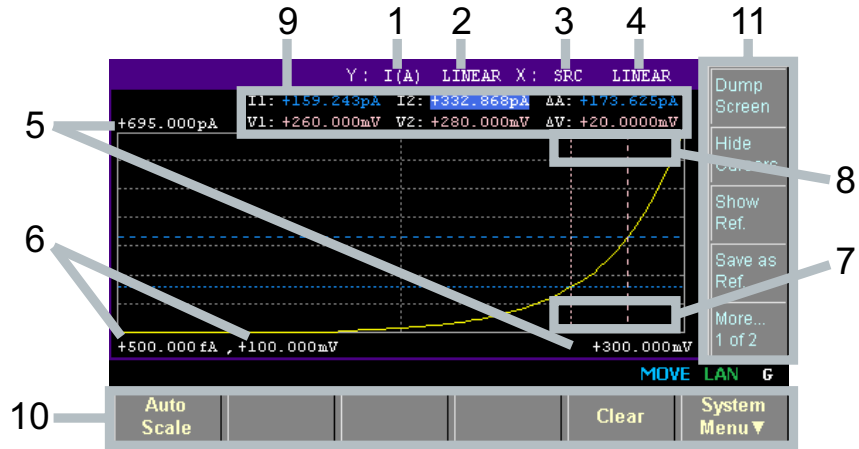 9 1 2 3 4 11
Y: I(A) LINEAR X: SRC LINEAR
I1: +159.243pA I2: +332.868pA ΔA: +173.625pA
V1: +260.000mV V2: +280.000mV ΔV: +20.0000mV
5
+695.000pA
8
6
7
+500.000fA ,+100.000mV
+300.000mV
MOVE LAN G
Dump
Screen
Hide
Cursors
Show
Ref.
Save as
Ref.
More...
1 of 2
10
Auto
Scale
Clear
System
Menu▼